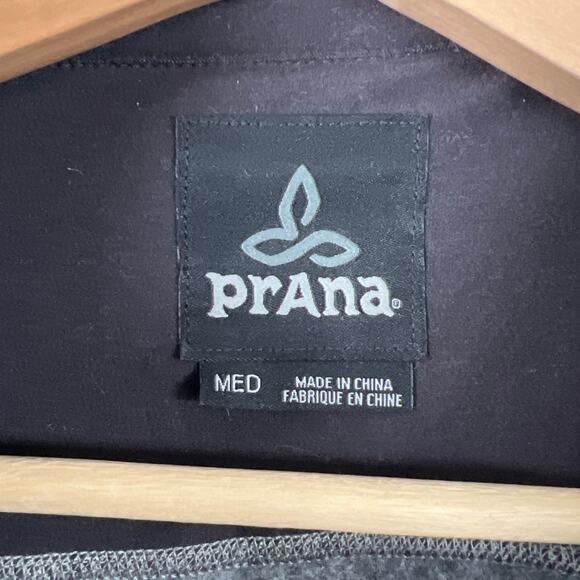 prAna®
MED
MADE IN CHINA
FABRIQUE EN CHINE